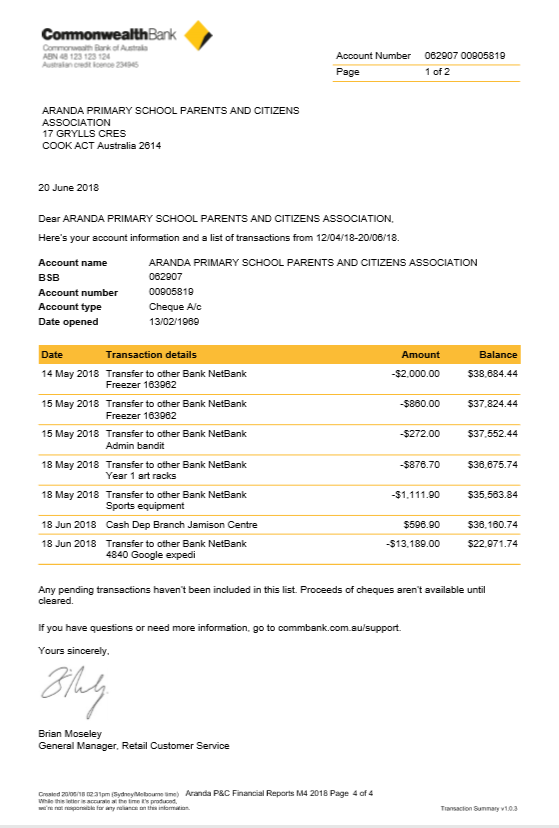 CommonwealthBank
Commonwealth Bank of Australia
ABN 48 123 123 124
Australian credit licence 234945
Account Number 062907 00905819
Page 1 of 2
ARANDA PRIMARY SCHOOL PARENTS AND CITIZENS
ASSOCIATION
17 GRYLLS CRES
COOK ACT Australia 2614
20 June 2018
Dear ARANDA PRIMARY SCHOOL PARENTS AND CITIZENS ASSOCIATION,
Here's your account information and a list of transactions from 12/04/18-20/06/18.
Account name ARANDA PRIMARY SCHOOL PARENTS AND CITIZENS ASSOCIATION
BSB 062907
Account number 00905819
Account type Cheque A/c
Date opened 13/02/1969
Date Transaction details Amount Balance
14 May 2018 Transfer to other Bank NetBank -$2,000.00 $38,684.44
Freezer 163962
15 May 2018 Transfer to other Bank NetBank -$860.00 $37,824.44
Freezer 163962
15 May 2018 Transfer to other Bank NetBank -$272.00 $37,552.44
Admin bandit
18 May 2018 Transfer to other Bank NetBank -$876.70 $36,675.74
Year 1 art racks
18 May 2018 Transfer to other Bank NetBank -$1,111.90 $35,563.84
Sports equipment
18 Jun 2018 Cash Dep Branch Jamison Centre $596.90 $36,160.74
18 Jun 2018 Transfer to other Bank NetBank -$13,189.00 $22,971.74
4840 Google expedi
Any pending transactions haven't been included in this list. Proceeds of cheques aren't available until
cleared.
If you have questions or need more information, go to commbank.com.au/support.
Yours sincerely,
Brian Moseley
General Manager, Retail Customer Service
Created 20/06/18 02:31pm (Sydney/Melbourne time) Aranda P&C Financial Reports M4 2018 Page 4 of 4
While this letter is accurate at the time it's produced,
we're not responsible for any reliance on this information.
Transaction Summary v1.0.3